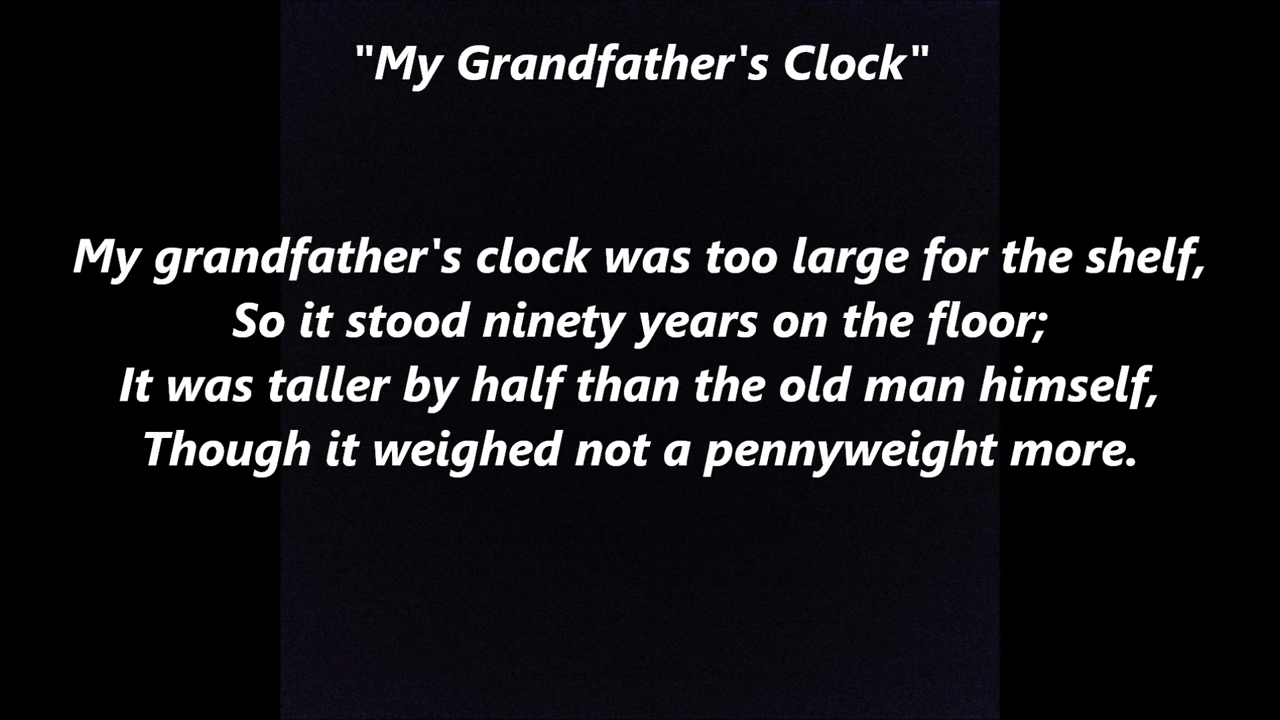 "My Grandfather's Clock"
My grandfather's clock was too large for the shelf,
So it stood ninety years on the floor;
It was taller by half than the old man himself,
Though it weighed not a pennyweight more.